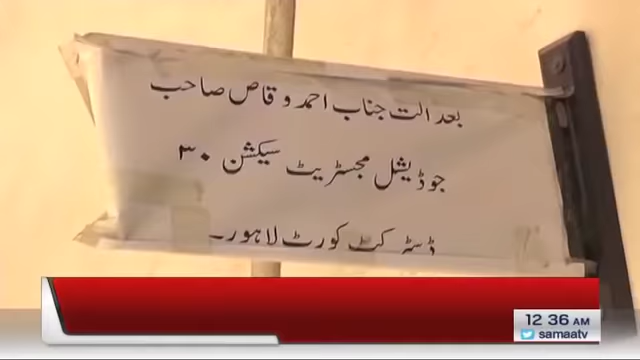 بعدالت جناب احمد وقاص صاحب
جوڈیشل مجسٹریٹ سیکشن ۳۰
ڈسٹرکٹ کورٹ لاہور۔
12 36 AM
samaatv